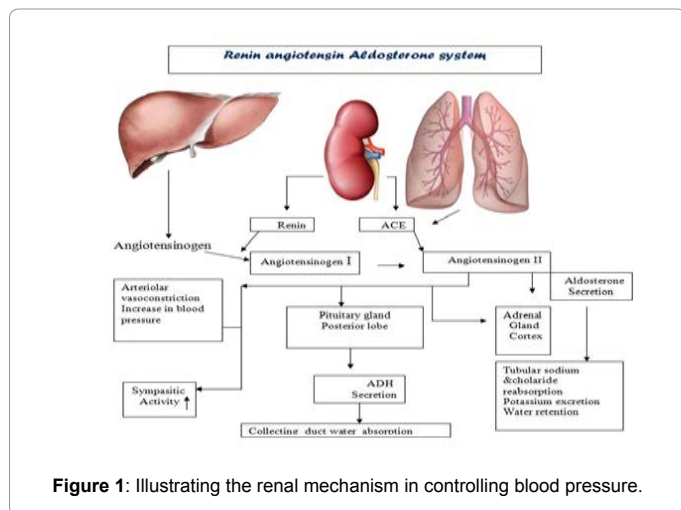 Renin angiotensin Aldosterone system
Renin
ACE
Angiotensinogen
Angiotensinogen I
Angiotensinogen II
Aldosterone
Secretion
Arteriolar
vasoconstriction
Increase in blood
pressure
Pituitary gland
Posterior lobe
Adrenal
Gland
Cortex
Sympasitic
Activity
ADH
Secretion
Tubular sodium
&cholaride
reabsorption
Potassium excretion
Water retention
Collecting duct water absorotion
Figure 1: Illustrating the renal mechanism in controlling blood pressure.